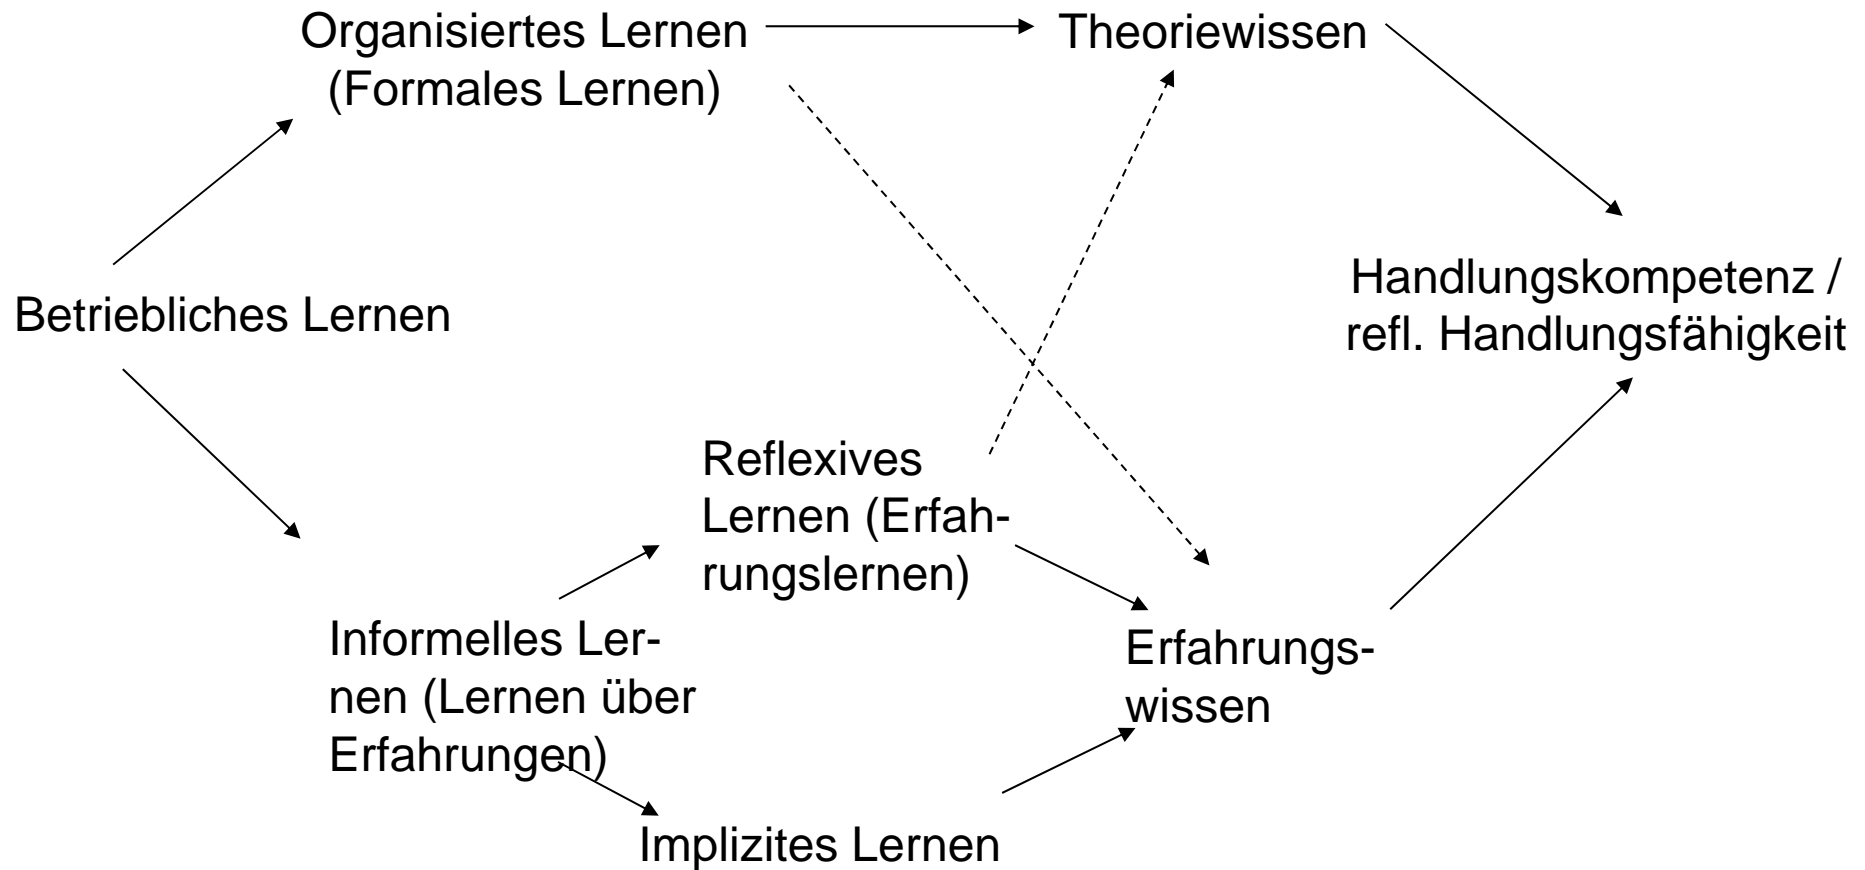 Organisiertes Lernen
(Formales Lernen)
Theoriewissen
Betriebliches Lernen
Handlungskompetenz /
refl. Handlungsfähigkeit
Reflexives
Lernen (Erfah-
rungslernen)
Informelles Ler-
nen (Lernen über
Erfahrungen)
Erfahrungs-
wissen
Implizites Lernen